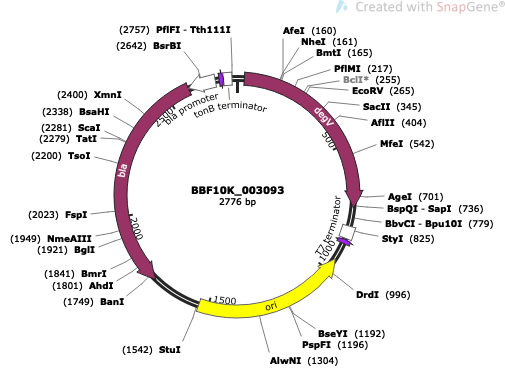 Created with SnapGene®
(2757) PflFI - Tth111I
(2642) BsrBI
AfeI (160)
NheI (161)
BmtI (165)
PflMI (217)
BclI* (255)
EcoRV (265)
SacII (345)
AflII (404)
MfeI (542)
AgeI (701)
BspQI - SapI (736)
BbvCI - Bpu10I (779)
StyI (825)
DrdI (996)
BseYI (1192)
PspFI (1196)
AlwNI (1304)
(1542) StuI
(1749) BanI
(1801) AhdI
(1841) BmrI
(1921) BglI
(1949) NmeAIII
(2023) FspI
(2200) TsoI
(2279) TatI
(2281) ScaI
(2338) BsaHI
(2400) XmnI
bla promoter
tonB terminator
degV
T7 terminator
ori
bla
500
1000
1500
2000
2500
BBF10K_003093
2776 bp